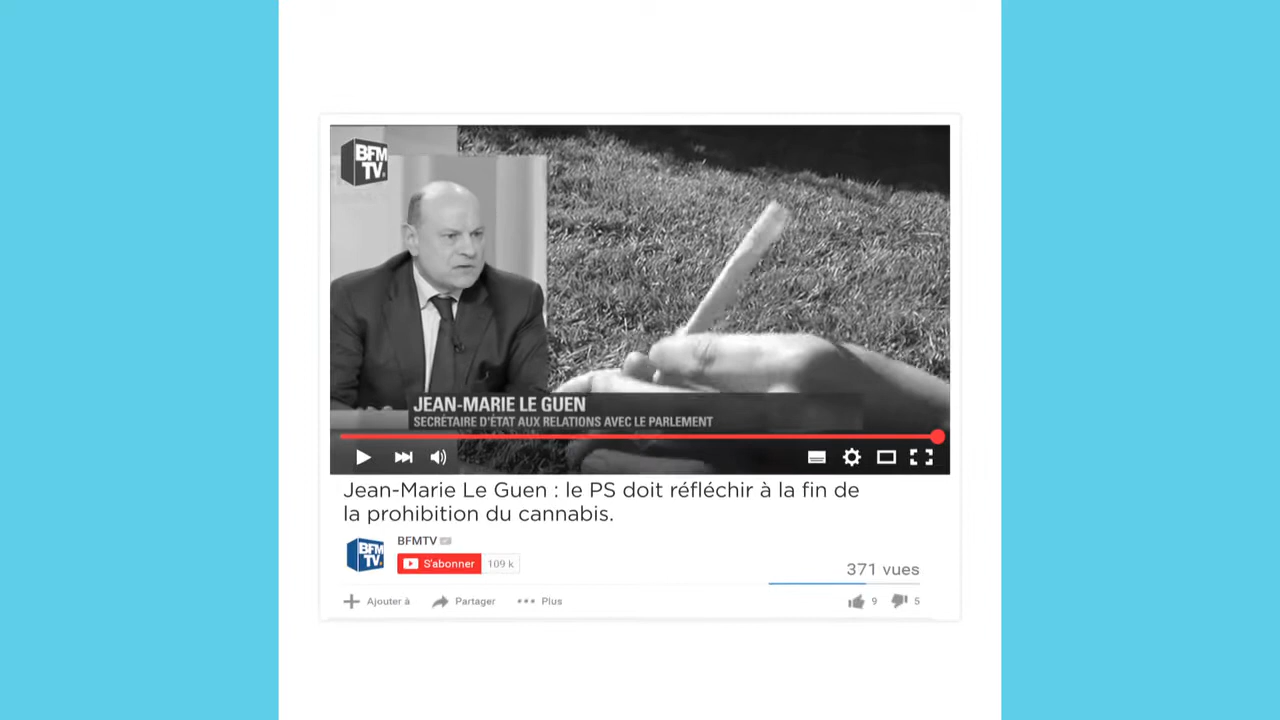 BFM
TV.
JEAN-MARIE LE GUEN
SECRÉTAIRE D'ÉTAT AUX RELATIONS AVEC LE PARLEMENT
Jean-Marie Le Guen : le PS doit réfléchir à la fin de
la prohibition du cannabis.
BFM
TV.
BFMTV
S'abonner 109 k
371 vues
Ajouter à Partager Plus 9 5